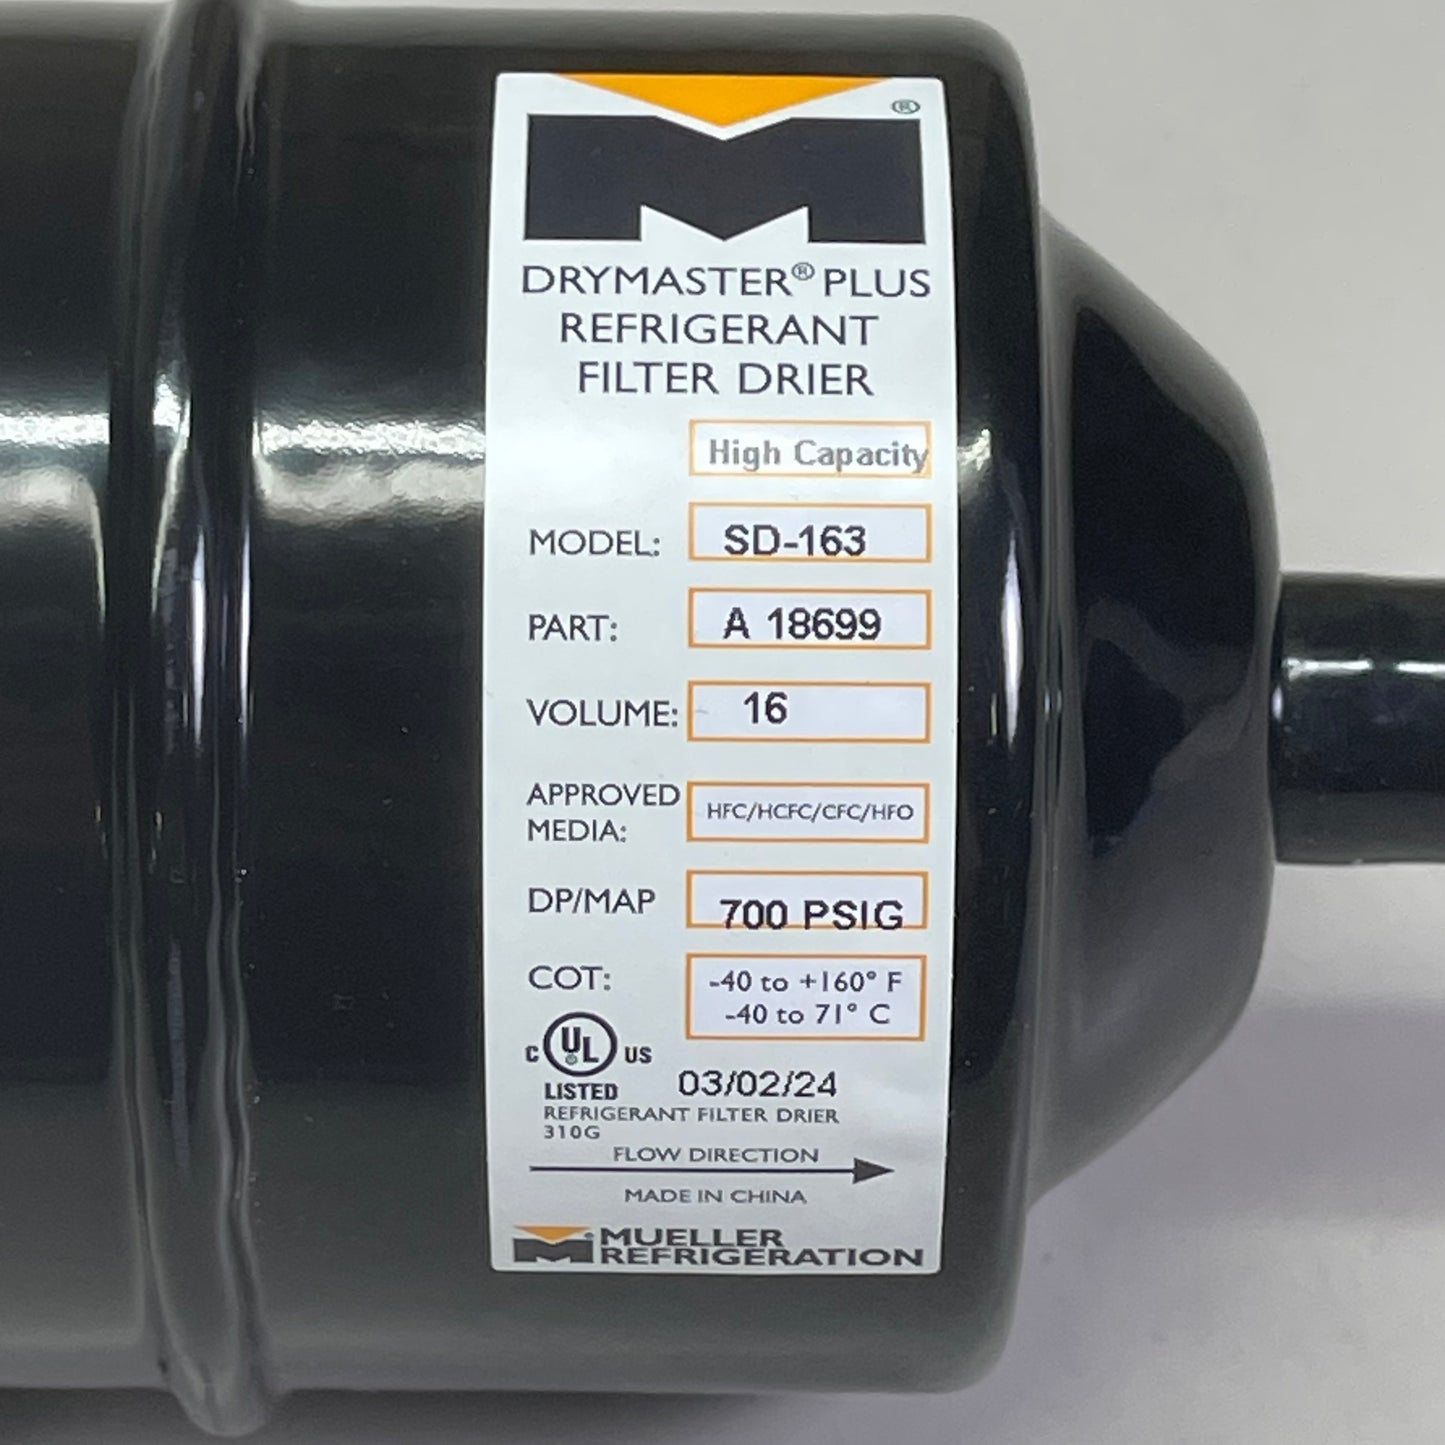 ®
DRYMASTER® PLUS
REFRIGERANT
FILTER DRIER
High Capacity
MODEL: SD-163
PART: A 18699
VOLUME: 16
APPROVED
MEDIA: HFC/HCFC/CFC/HFO
DP/MAP 700 PSIG
COT: -40 to +160° F
-40 to 71° C
C UL® US
LISTED 03/02/24
REFRIGERANT FILTER DRIER
310G
FLOW DIRECTION
MADE IN CHINA
MUELLER
REFRIGERATION